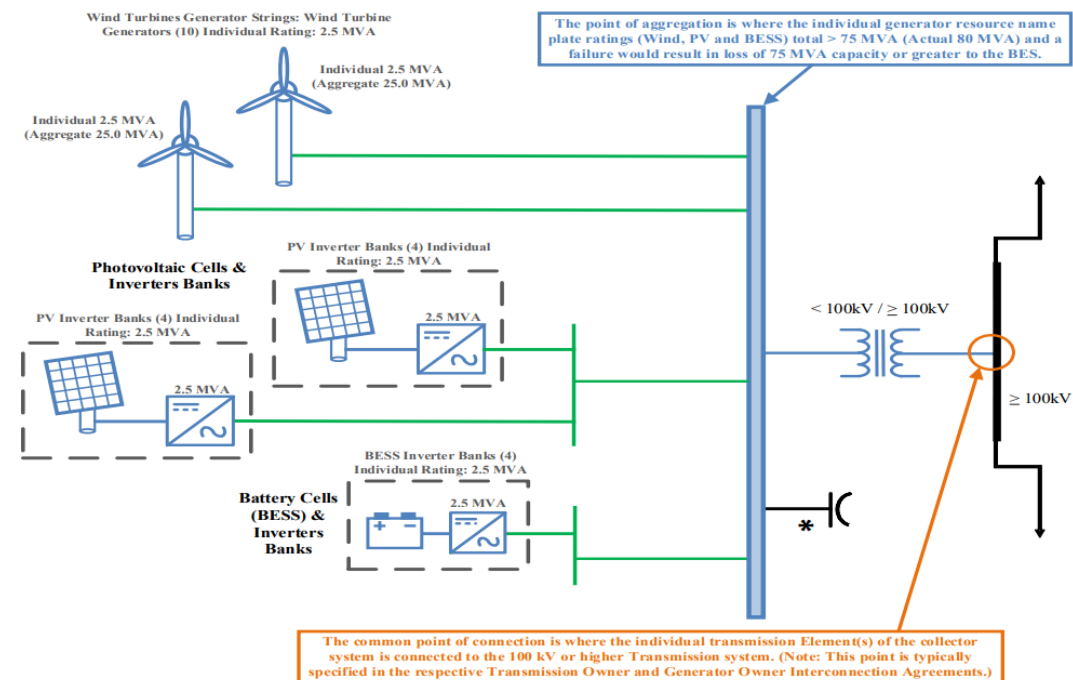 Wind Turbines Generator Strings: Wind Turbine
Generators (10) Individual Rating: 2.5 MVA
The point of aggregation is where the individual generator resource name
plate ratings (Wind, PV and BESS) total > 75 MVA (Actual 80 MVA) and a
failure would result in loss of 75 MVA capacity or greater to the BES.
Individual 2.5 MVA
(Aggregate 25.0 MVA)
Individual 2.5 MVA
(Aggregate 25.0 MVA)
PV Inverter Banks (4) Individual
Rating: 2.5 MVA
Photovoltaic Cells &
Inverters Banks
2.5 MVA
PV Inverter Banks (4) Individual
Rating: 2.5 MVA
2.5 MVA
< 100kV / ≥ 100kV
≥ 100kV
BESS Inverter Banks (4)
Individual Rating: 2.5 MVA
Battery Cells
(BESS) &
Inverters
Banks
2.5 MVA
*
The common point of connection is where the individual transmission Element(s) of the collector
system is connected to the 100 kV or higher Transmission system. (Note: This point is typically
specified in the respective Transmission Owner and Generator Owner Interconnection Agreements.)